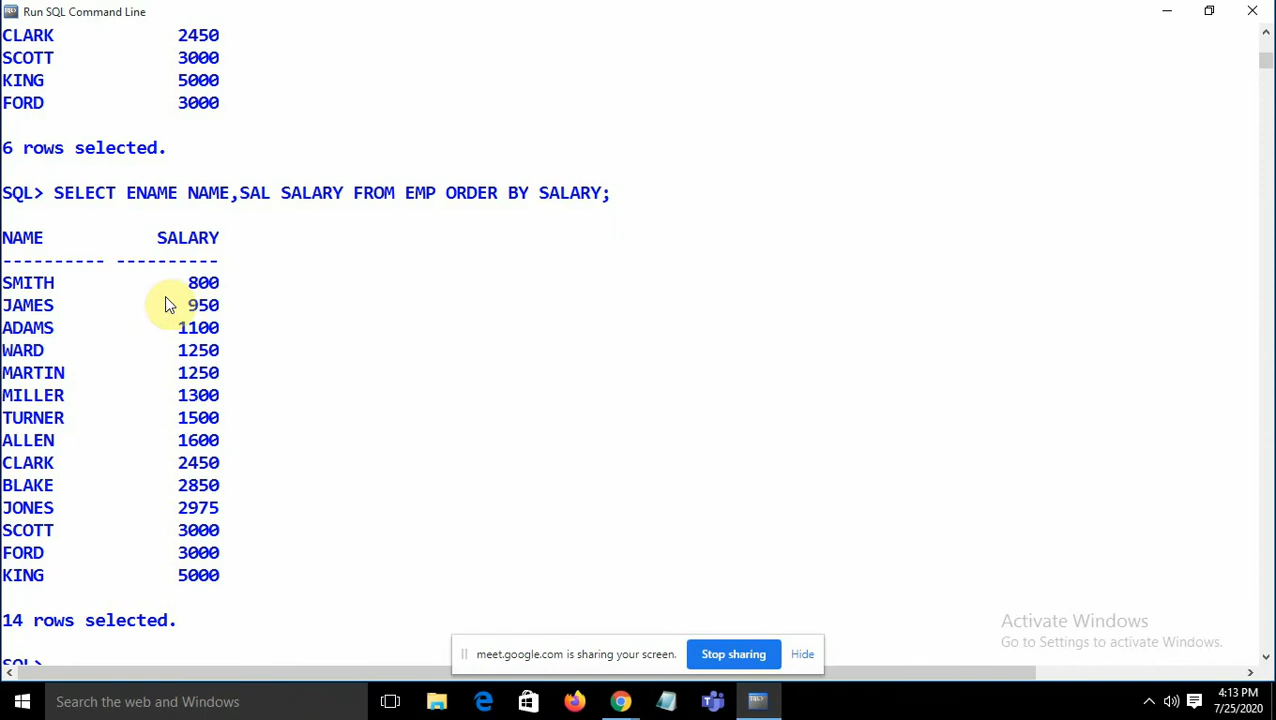 Run SQL Command Line
CLARK 2450
SCOTT 3000
KING 5000
FORD 3000
6 rows selected.
SQL> SELECT ENAME NAME,SAL SALARY FROM EMP ORDER BY SALARY;
NAME SALARY
---------- ----------
SMITH 800
JAMES 950
ADAMS 1100
WARD 1250
MARTIN 1250
MILLER 1300
TURNER 1500
ALLEN 1600
CLARK 2450
BLAKE 2850
JONES 2975
SCOTT 3000
FORD 3000
KING 5000
14 rows selected.
SQL>
Activate Windows
Go to Settings to activate Windows.
meet.google.com is sharing your screen. Stop sharing Hide
Search the web and Windows
4:13 PM
7/25/2020